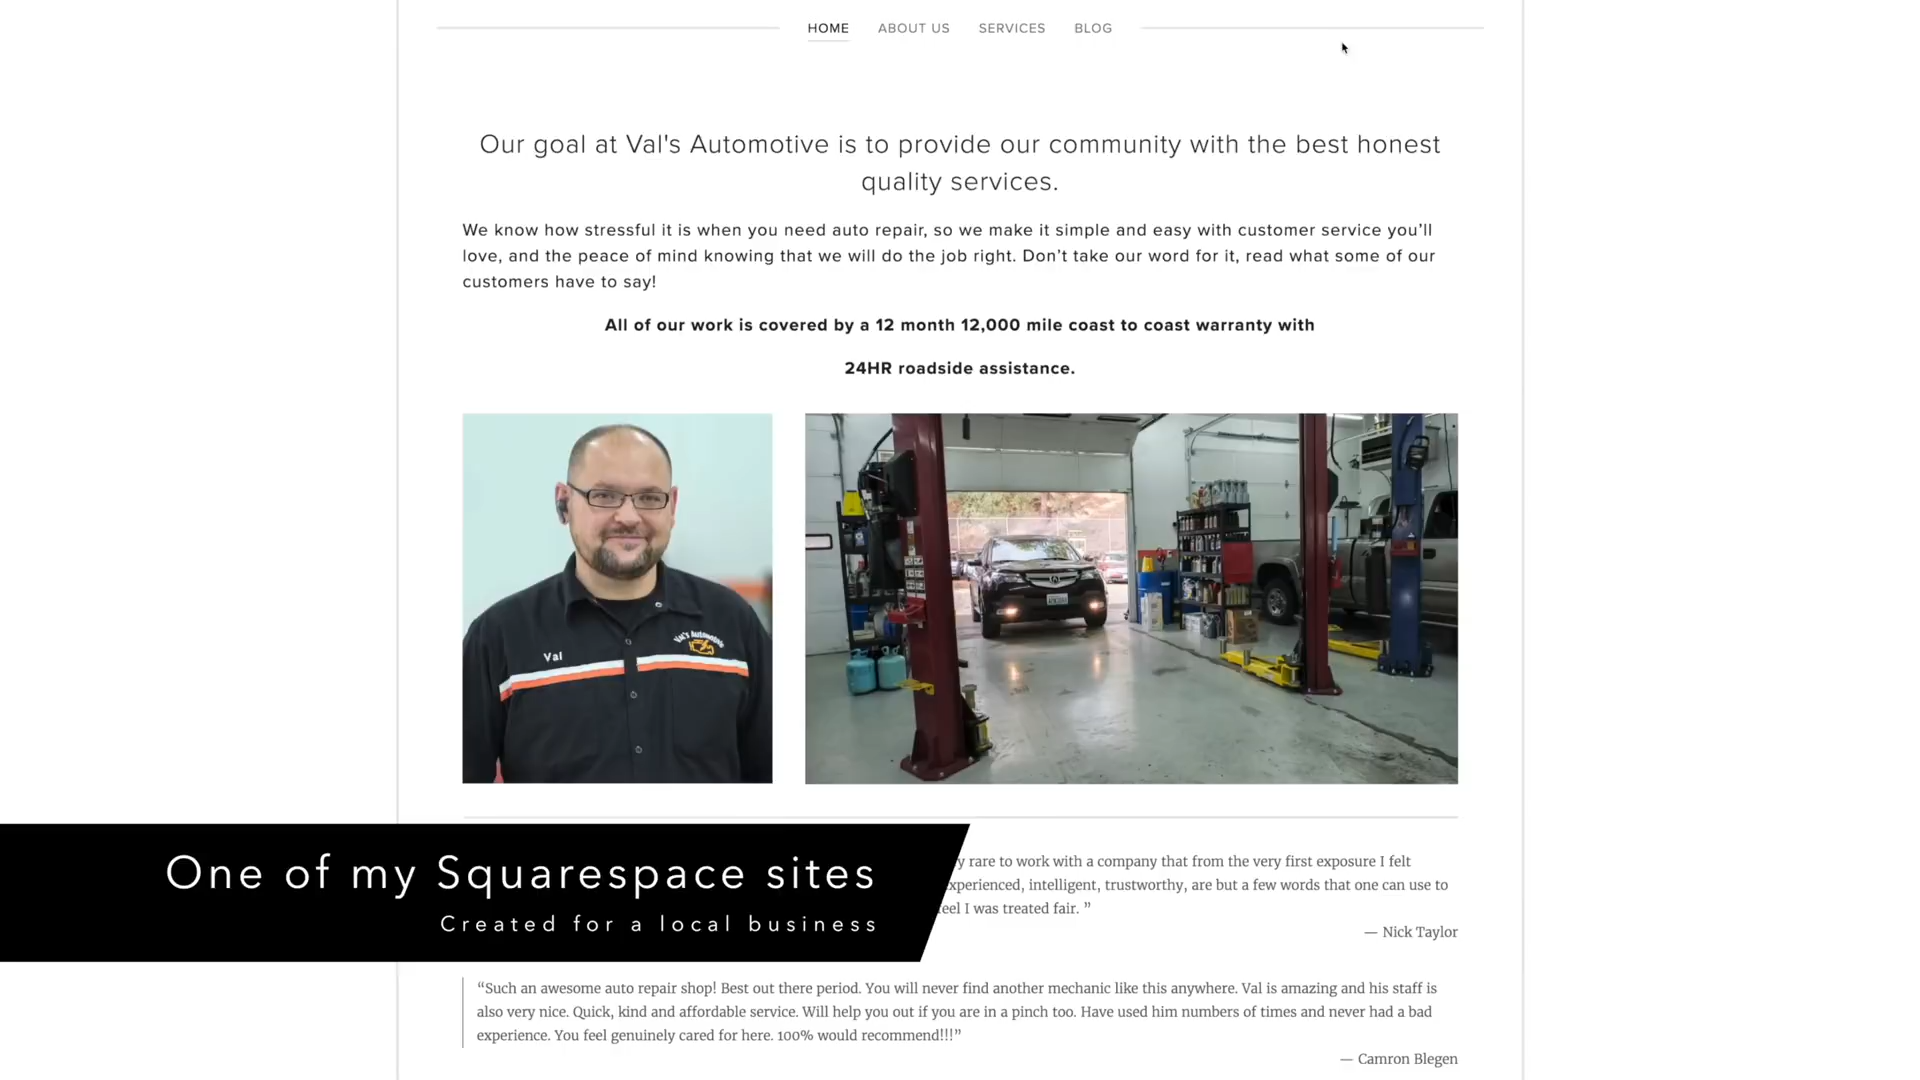 HOME ABOUT US SERVICES BLOG
Our goal at Val's Automotive is to provide our community with the best honest
quality services.
We know how stressful it is when you need auto repair, so we make it simple and easy with customer service you’ll
love, and the peace of mind knowing that we will do the job right. Don’t take our word for it, read what some of our
customers have to say!
All of our work is covered by a 12 month 12,000 mile coast to coast warranty with
24HR roadside assistance.
Val's Automotive
Val
One of my Squarespace sites
Created for a local business
rare to work with a company that from the very first exposure I felt
experienced, intelligent, trustworthy, are but a few words that one can use to
feel I was treated fair. ”
— Nick Taylor
“Such an awesome auto repair shop! Best out there period. You will never find another mechanic like this anywhere. Val is amazing and his staff is
also very nice. Quick, kind and affordable service. Will help you out if you are in a pinch too. Have used him numbers of times and never had a bad
experience. You feel genuinely cared for here. 100% would recommend!!!”
— Camron Blegen